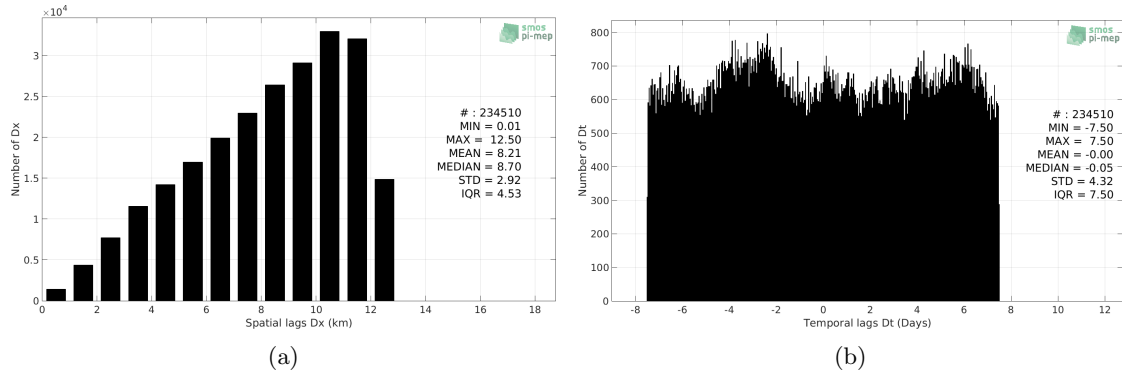 ×10⁴
smos
pi-mep
3
2.5
2
1.5
1
0.5
0
Number of Dx
# : 234510
MIN = 0.01
MAX = 12.50
MEAN = 8.21
MEDIAN = 8.70
STD = 2.92
IQR = 4.53
0 2 4 6 8 10 12 14 16 18
Spatial lags Dx (km)
(a)
smos
pi-mep
800
700
600
500
400
300
200
100
0
Number of Dt
# : 234510
MIN = -7.50
MAX = 7.50
MEAN = -0.00
MEDIAN = -0.05
STD = 4.32
IQR = 7.50
-8 -6 -4 -2 0 2 4 6 8 10 12
Temporal lags Dt (Days)
(b)